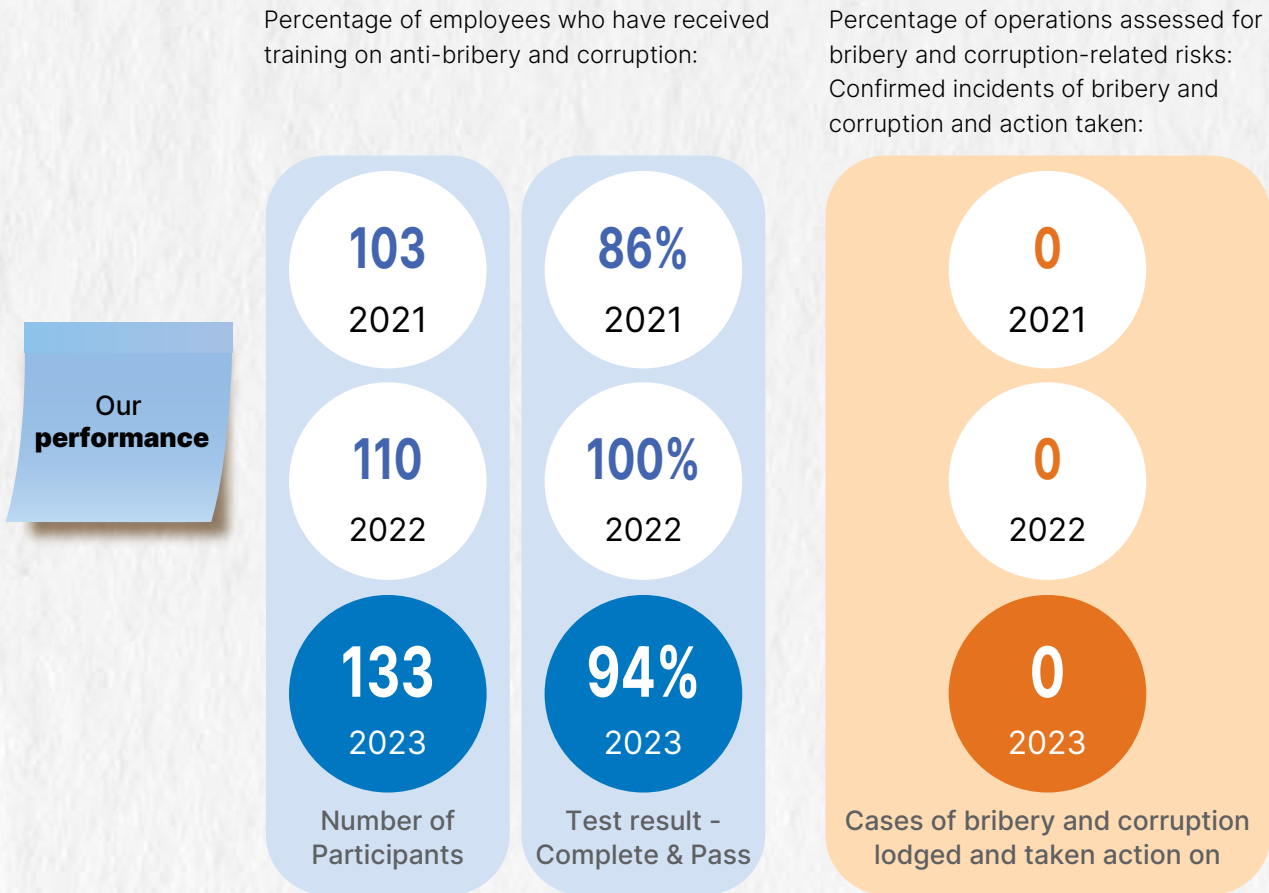 Percentage of employees who have received
training on anti-bribery and corruption:
Percentage of operations assessed for
bribery and corruption-related risks:
Confirmed incidents of bribery and
corruption and action taken:
Our
performance
103
2021
110
2022
133
2023
Number of
Participants
86%
2021
100%
2022
94%
2023
Test result -
Complete & Pass
0
2021
0
2022
0
2023
Cases of bribery and corruption
lodged and taken action on